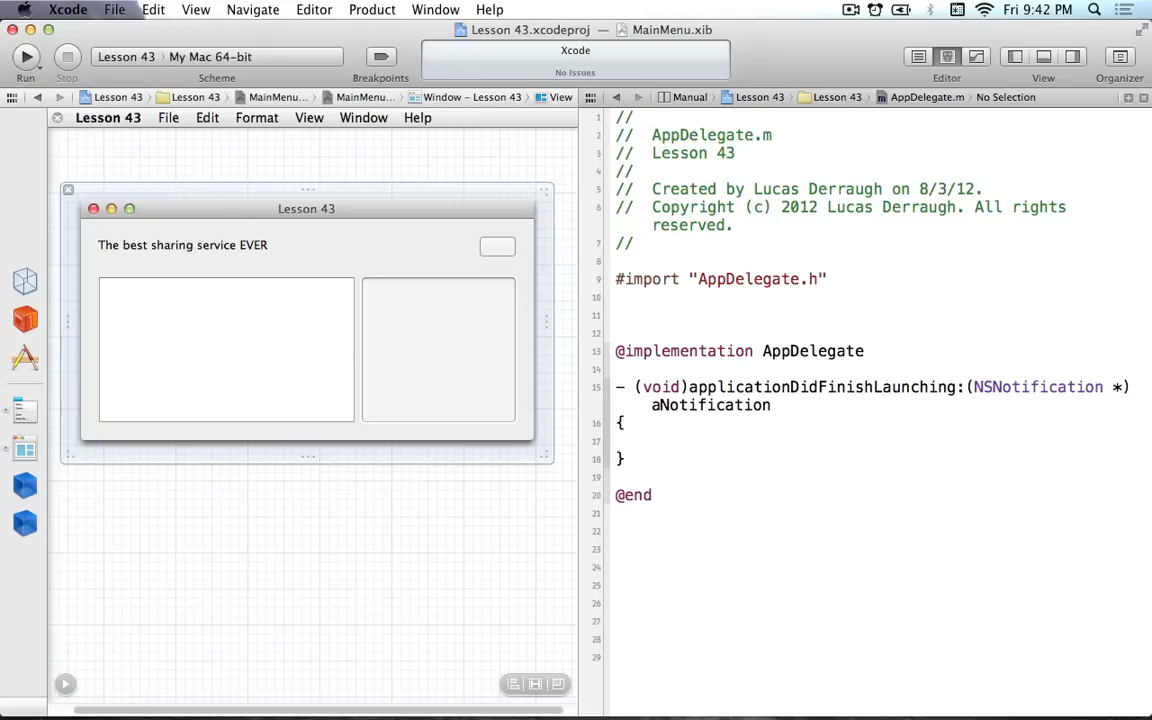 Xcode File Edit View Navigate Editor Product Window Help Fri 9:42 PM
Lesson 43.xcodeproj — MainMenu.xib
Lesson 43 › My Mac 64-bit
Xcode
No Issues
Run Stop Scheme Breakpoints Editor View Organizer
Lesson 43 › Lesson 43 › MainMenu... › MainMenu... › Window – Lesson 43 › View
Manual › Lesson 43 › Lesson 43 › AppDelegate.m › No Selection
Lesson 43 File Edit Format View Window Help
Lesson 43
The best sharing service EVER
1 //
2 // AppDelegate.m
3 // Lesson 43
4 //
5 // Created by Lucas Derraugh on 8/3/12.
6 // Copyright (c) 2012 Lucas Derraugh. All rights
reserved.
7 //
8
9 #import "AppDelegate.h"
10
11
12
13 @implementation AppDelegate
14
15 - (void)applicationDidFinishLaunching:(NSNotification *)
aNotification
16 {
17
18 }
19
20 @end
21
22
23
24
25
26
27
28
29